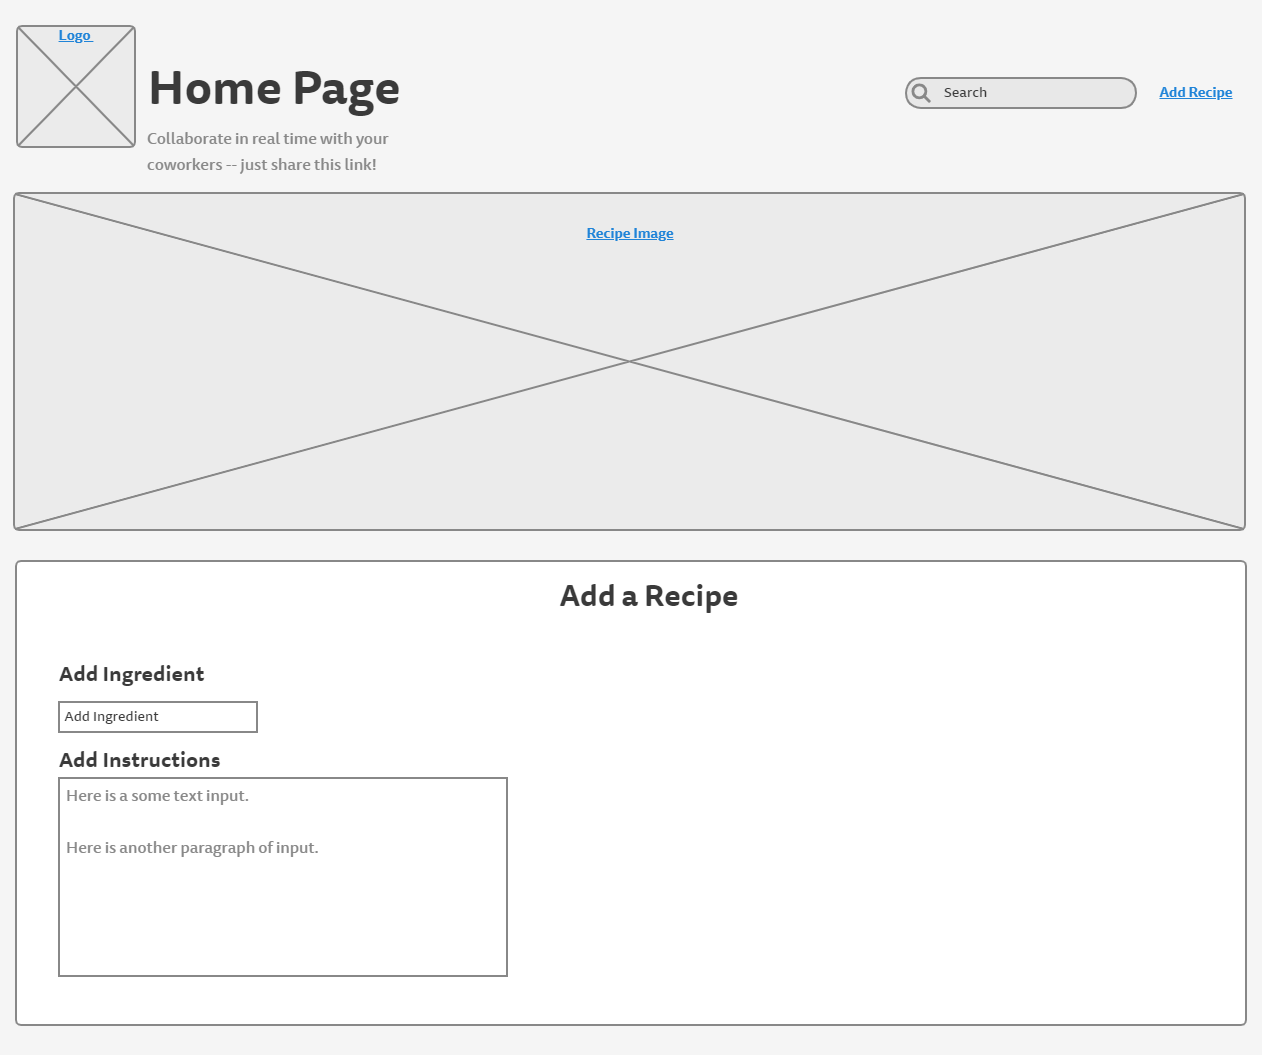 Logo
Home Page
Collaborate in real time with your
coworkers -- just share this link!
Search
Add Recipe
Recipe Image
Add a Recipe
Add Ingredient
Add Ingredient
Add Instructions
Here is a some text input.
Here is another paragraph of input.